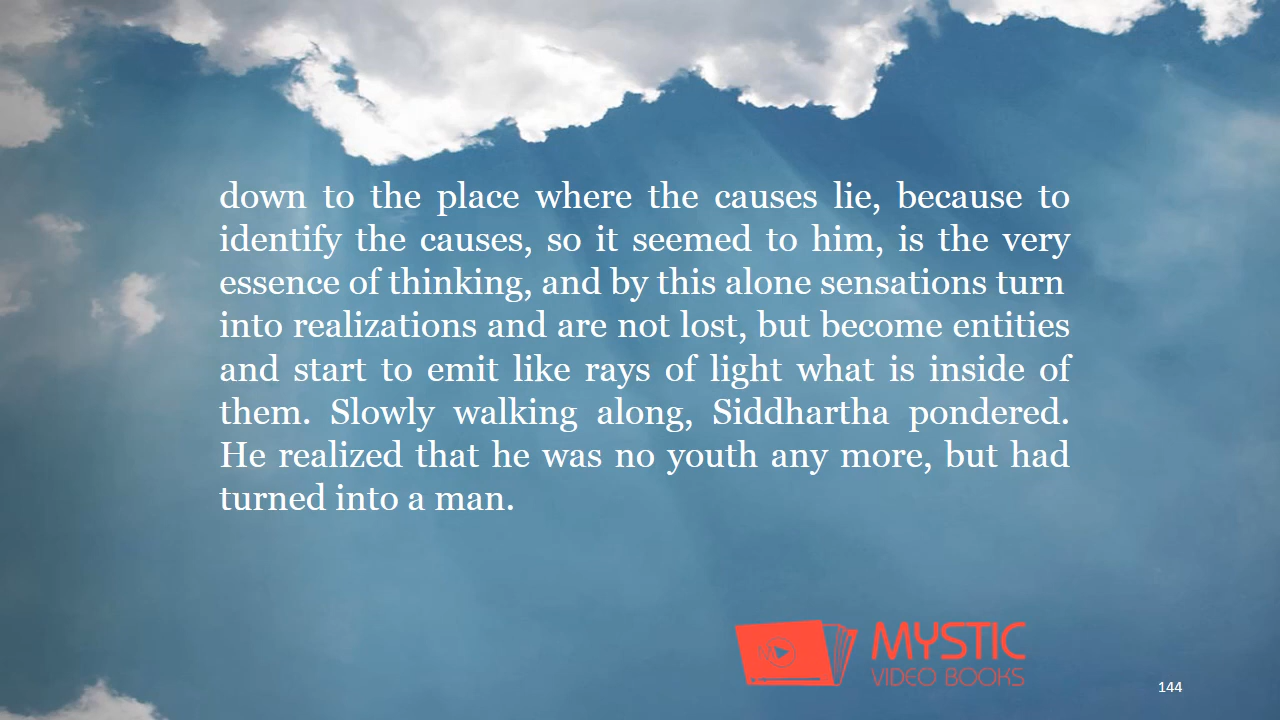 down to the place where the causes lie, because to
identify the causes, so it seemed to him, is the very
essence of thinking, and by this alone sensations turn
into realizations and are not lost, but become entities
and start to emit like rays of light what is inside of
them. Slowly walking along, Siddhartha pondered.
He realized that he was no youth any more, but had
turned into a man.
MYSTIC
VIDEO BOOKS
144